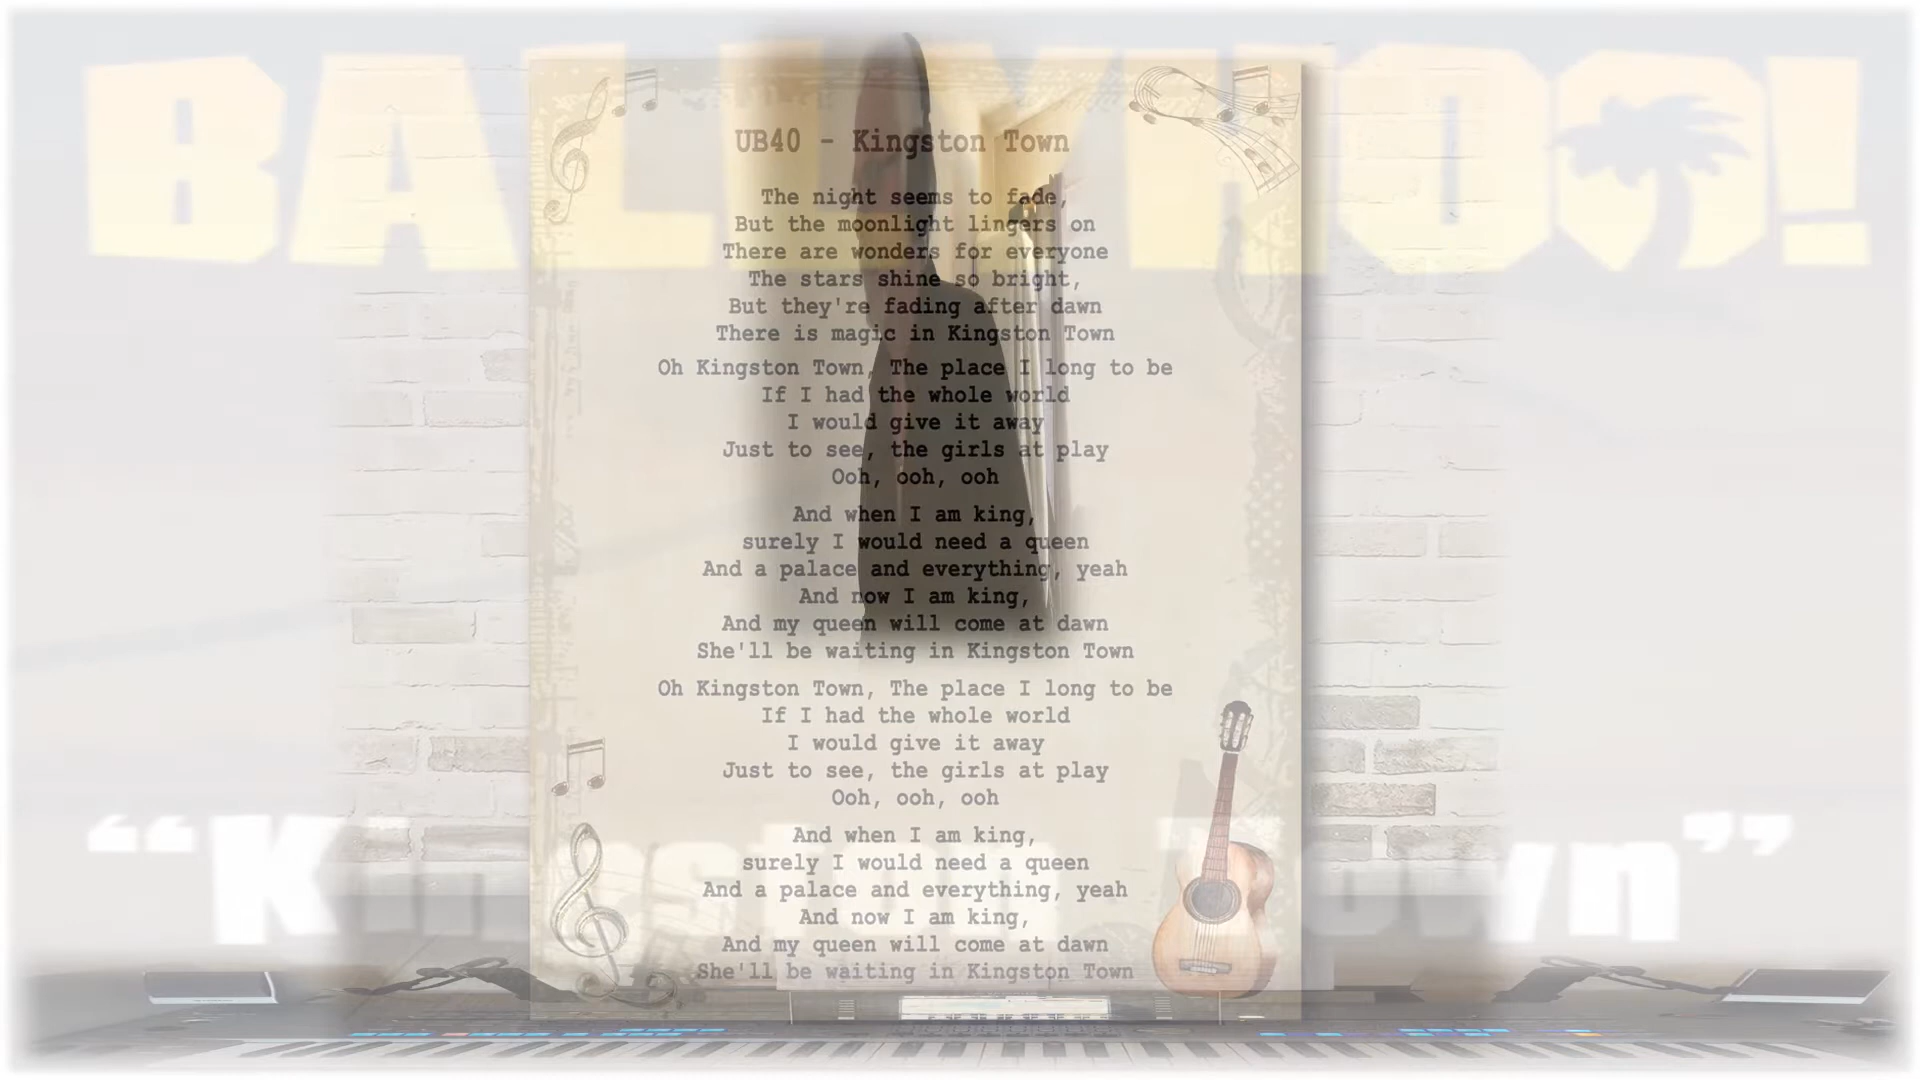 BALLYHOO!
UB40 - Kingston Town
The night seems to fade,
But the moonlight lingers on
There are wonders for everyone
The stars shine so bright,
But they're fading after dawn
There is magic in Kingston Town
Oh Kingston Town, The place I long to be
If I had the whole world
I would give it away
Just to see, the girls at play
Ooh, ooh, ooh
And when I am king,
surely I would need a queen
And a palace and everything, yeah
And now I am king,
And my queen will come at dawn
She'll be waiting in Kingston Town
Oh Kingston Town, The place I long to be
If I had the whole world
I would give it away
Just to see, the girls at play
Ooh, ooh, ooh
And when I am king,
surely I would need a queen
And a palace and everything, yeah
And now I am king,
And my queen will come at dawn
She'll be waiting in Kingston Town
“Kingston Town”